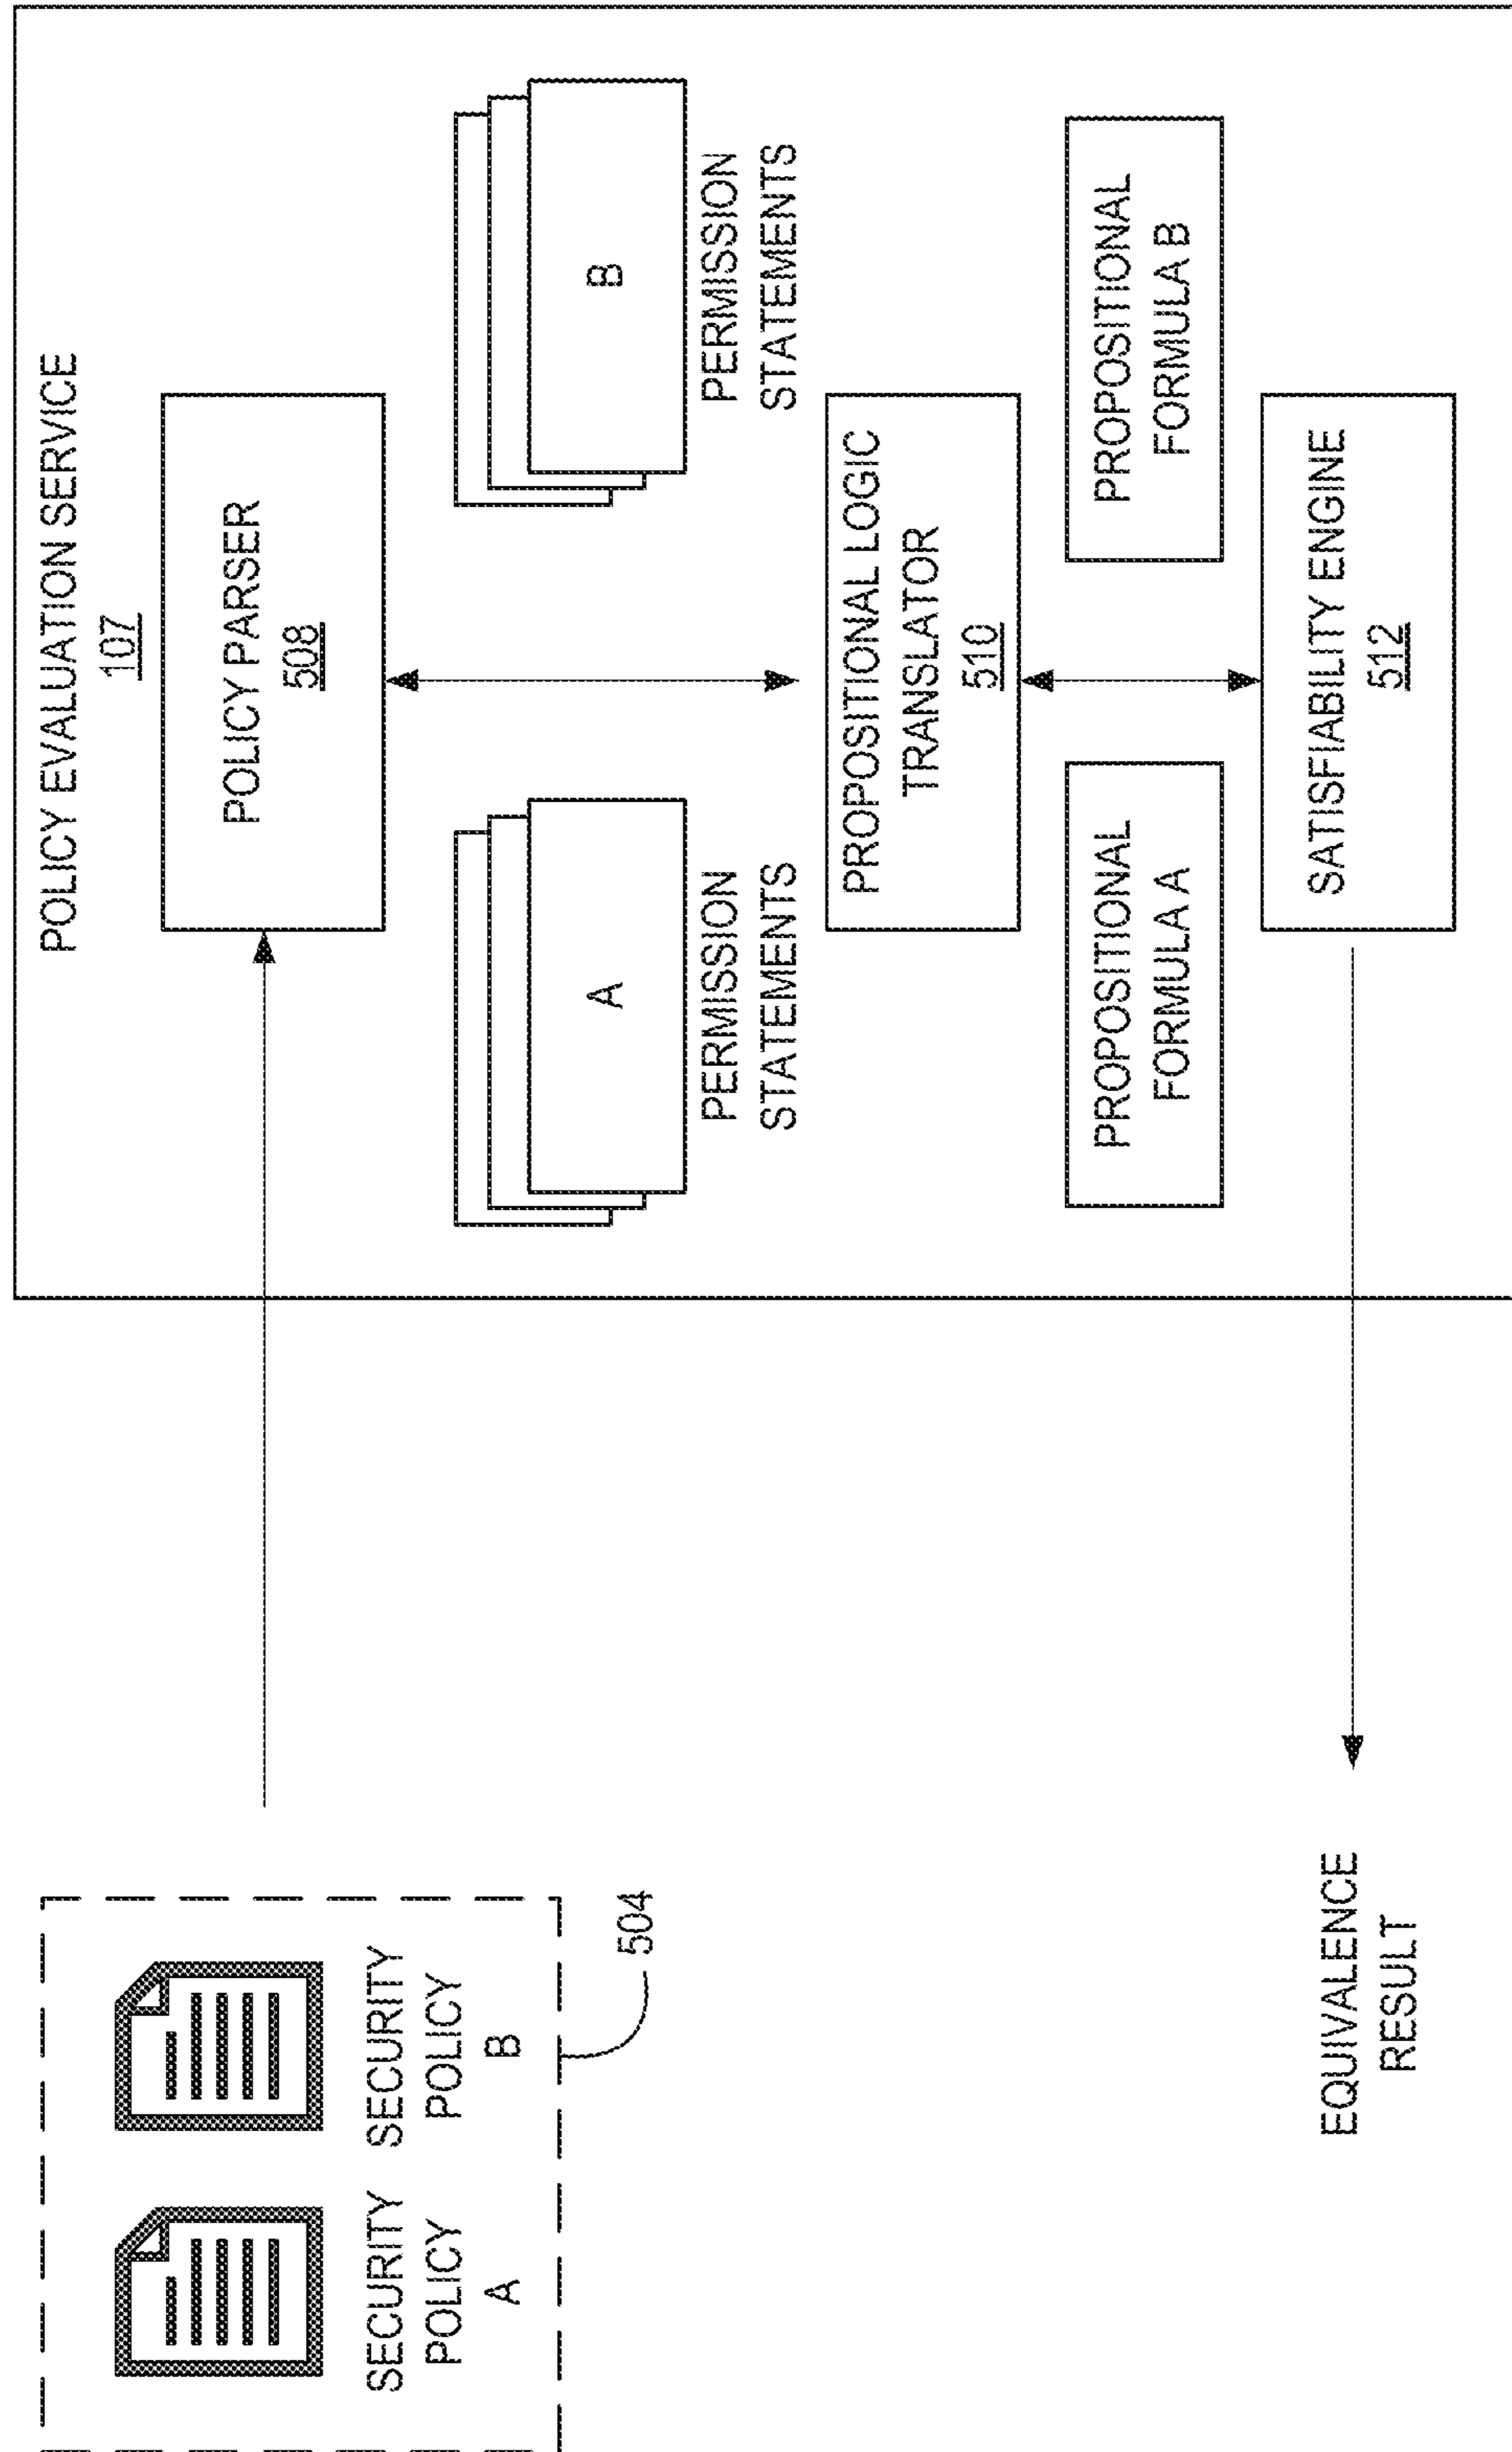 SECURITY
POLICY
A
SECURITY
POLICY
B
504
POLICY EVALUATION SERVICE
107
POLICY PARSER
508
A
PERMISSION
STATEMENTS
B
PERMISSION
STATEMENTS
PROPOSITIONAL LOGIC
TRANSLATOR
510
PROPOSITIONAL
FORMULA A
PROPOSITIONAL
FORMULA B
SATISFIABILITY ENGINE
512
EQUIVALENCE
RESULT